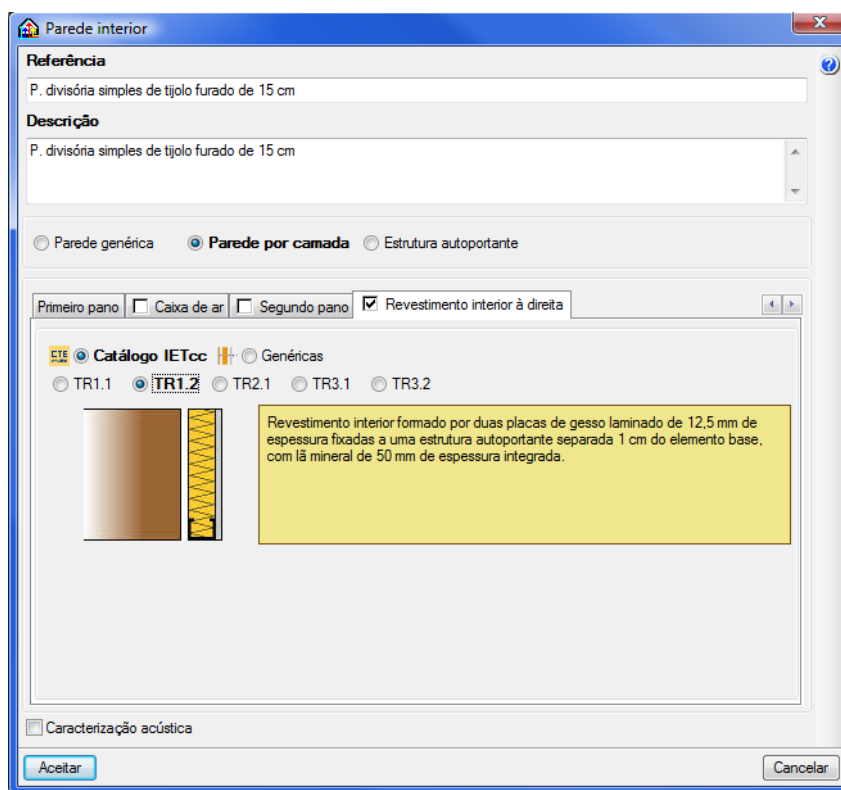 Parede interior
Referência
P. divisória simples de tijolo furado de 15 cm
Descrição
P. divisória simples de tijolo furado de 15 cm
Parede genérica Parede por camada Estrutura autoportante
Primeiro pano Caixa de ar Segundo pano Revestimento interior à direita
CTE Catálogo IETcc Genéricas
TR1.1 TR1.2 TR2.1 TR3.1 TR3.2
Revestimento interior formado por duas placas de gesso laminado de 12,5 mm de
espessura fixadas a uma estrutura autoportante separada 1 cm do elemento base,
com lã mineral de 50 mm de espessura integrada.
Caracterização acústica
Aceitar Cancelar